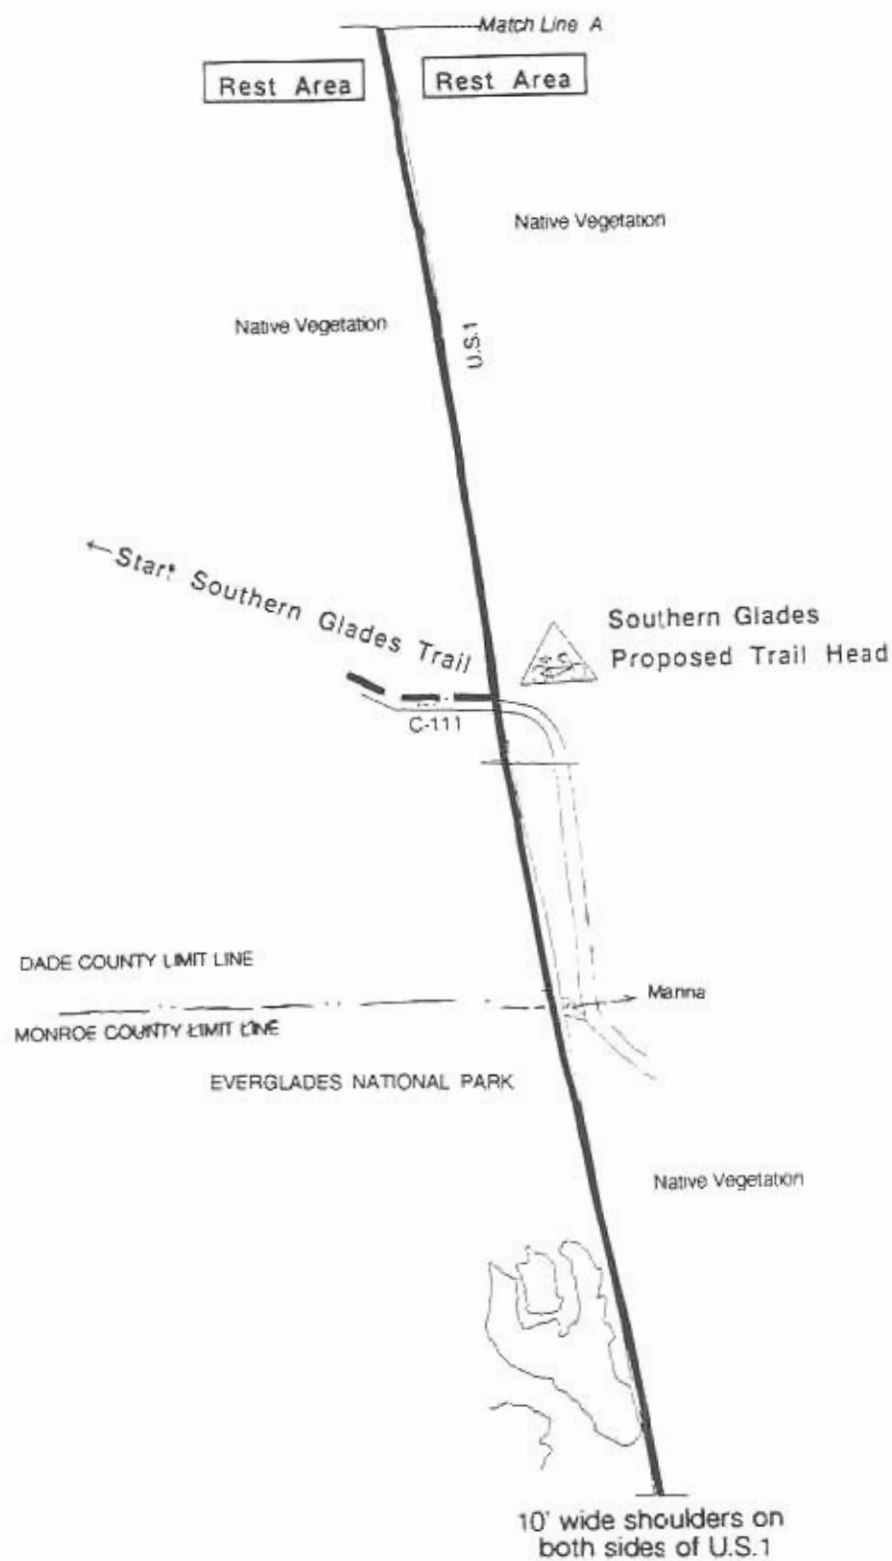 Match Line A
Rest Area
Rest Area
Native Vegetation
Native Vegetation
U.S.1
←Start Southern Glades Trail
Southern Glades
Proposed Trail Head
C-111
DADE COUNTY LIMIT LINE
Manna
MONROE COUNTY LIMIT LINE
EVERGLADES NATIONAL PARK
Native Vegetation
10' wide shoulders on
both sides of U.S.1